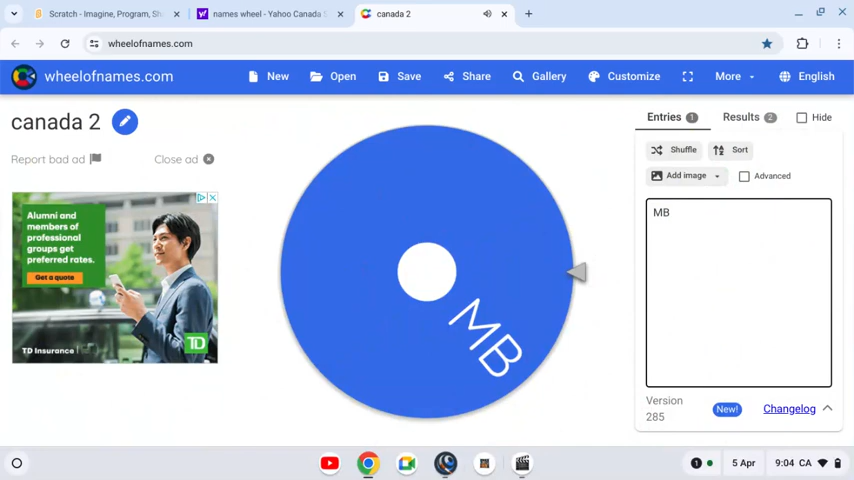 Scratch - Imagine, Program, Sh
names wheel - Yahoo Canada S
canada 2
wheelofnames.com
wheelofnames.com
New
Open
Save
Share
Gallery
Customize
More
English
canada 2
Report bad ad
Close ad
Alumni and
members of
professional
groups get
preferred rates.
Get a quote
TD Insurance
TD
MB
Entries 1
Results 2
Hide
Shuffle
Sort
Add image
Advanced
MB
Version
285
New!
Changelog
1
5 Apr
9:04 CA